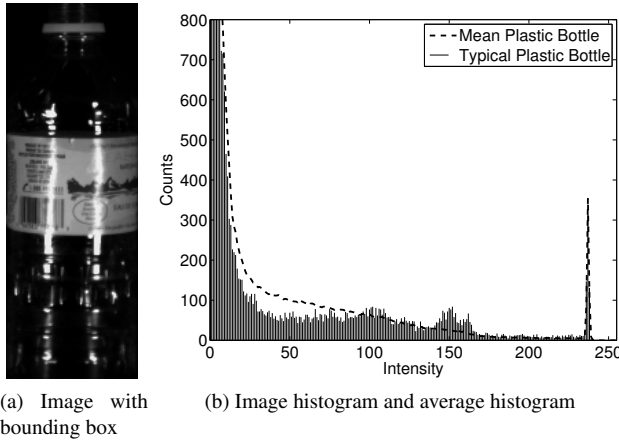 800
700
600
500
400
300
200
100
0
Counts
0 50 100 150 200 250
Intensity
Mean Plastic Bottle
Typical Plastic Bottle
(a) Image with
bounding box
(b) Image histogram and average histogram